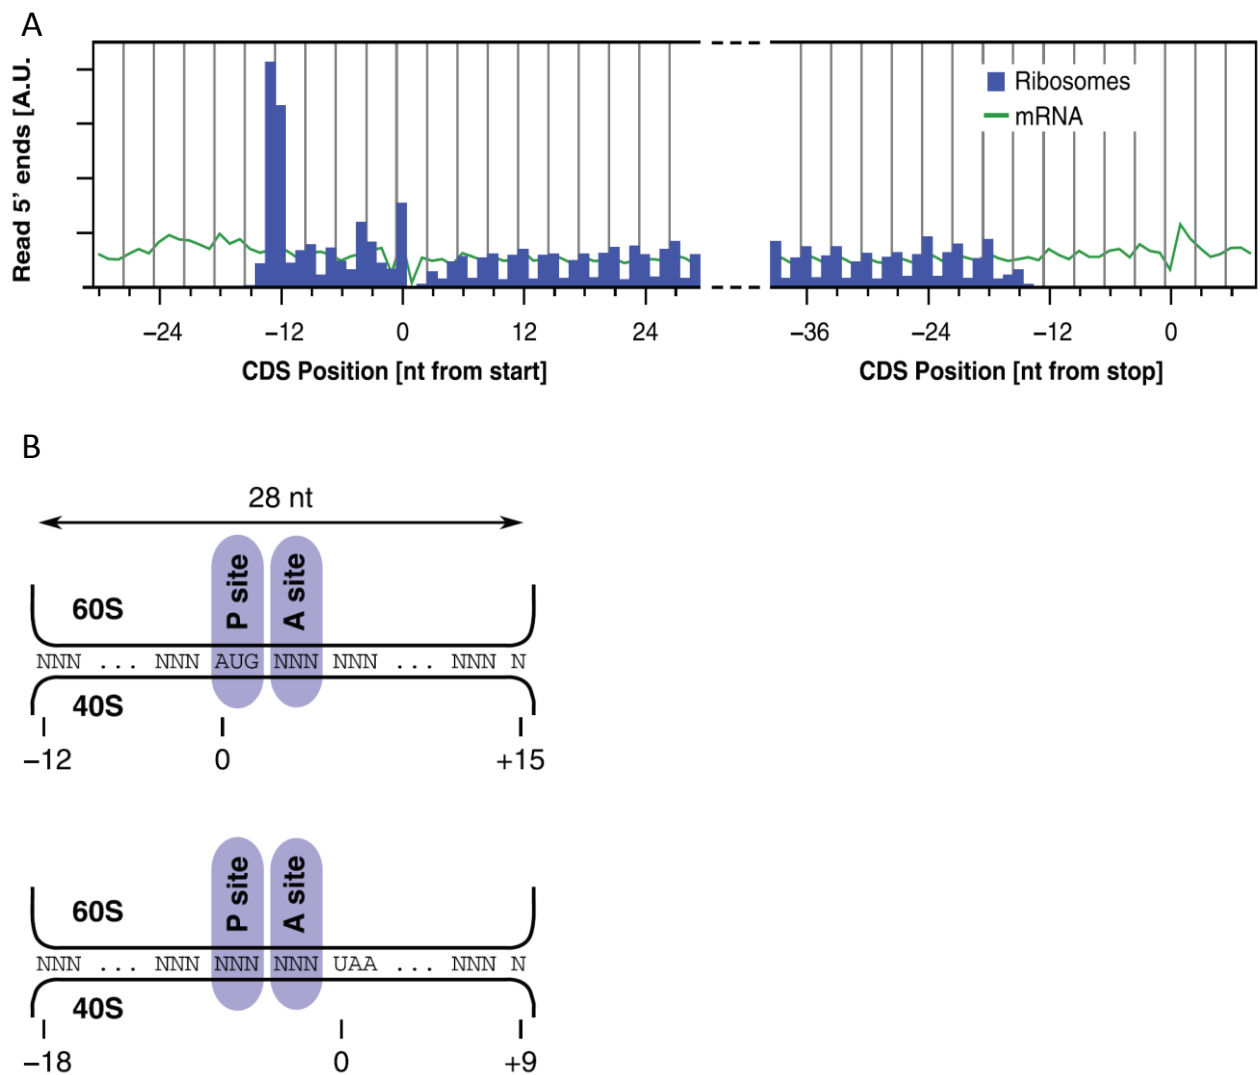 A
Read 5' ends [A.U.
Ribosomes
mRNA
−24 −12 0 12 24 −36 −24 −12 0
CDS Position [nt from start] CDS Position [nt from stop]
B
28 nt
P site A site
60S
NNN ... NNN AUG NNN NNN ... NNN N
40S
−12 0 +15
P site A site
60S
NNN ... NNN NNN NNN UAA ... NNN N
40S
−18 0 +9